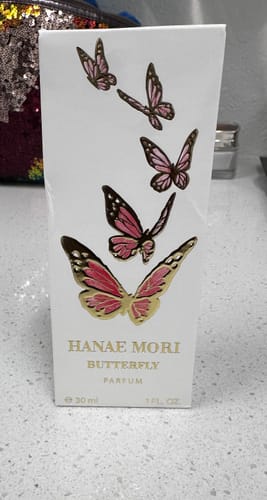 HANAE MORI
BUTTERFLY
PARFUM
℮ 30 ml 1 FL. OZ.